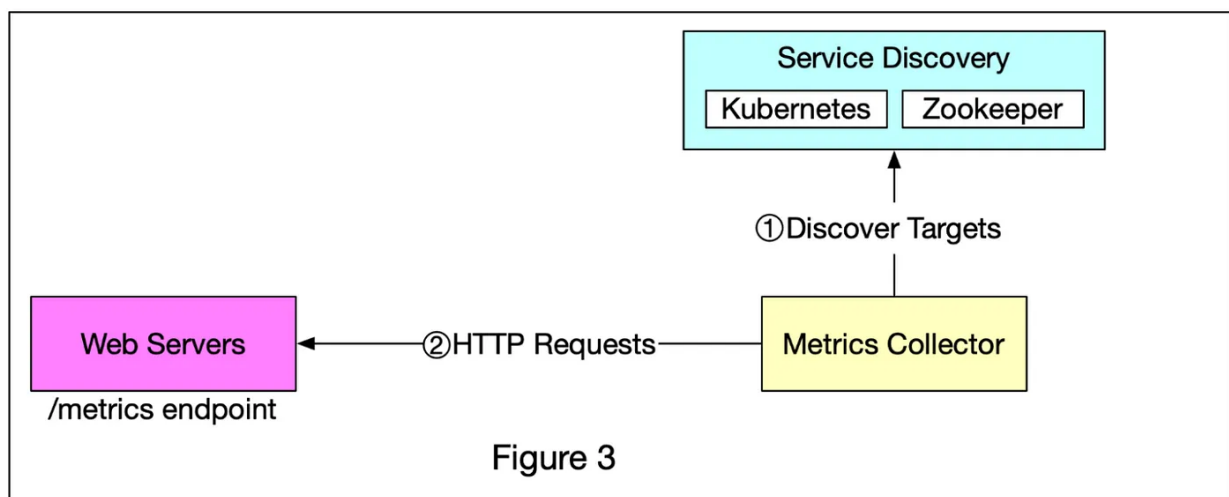 Service Discovery
Kubernetes Zookeeper
①Discover Targets
Web Servers ②HTTP Requests Metrics Collector
/metrics endpoint
Figure 3